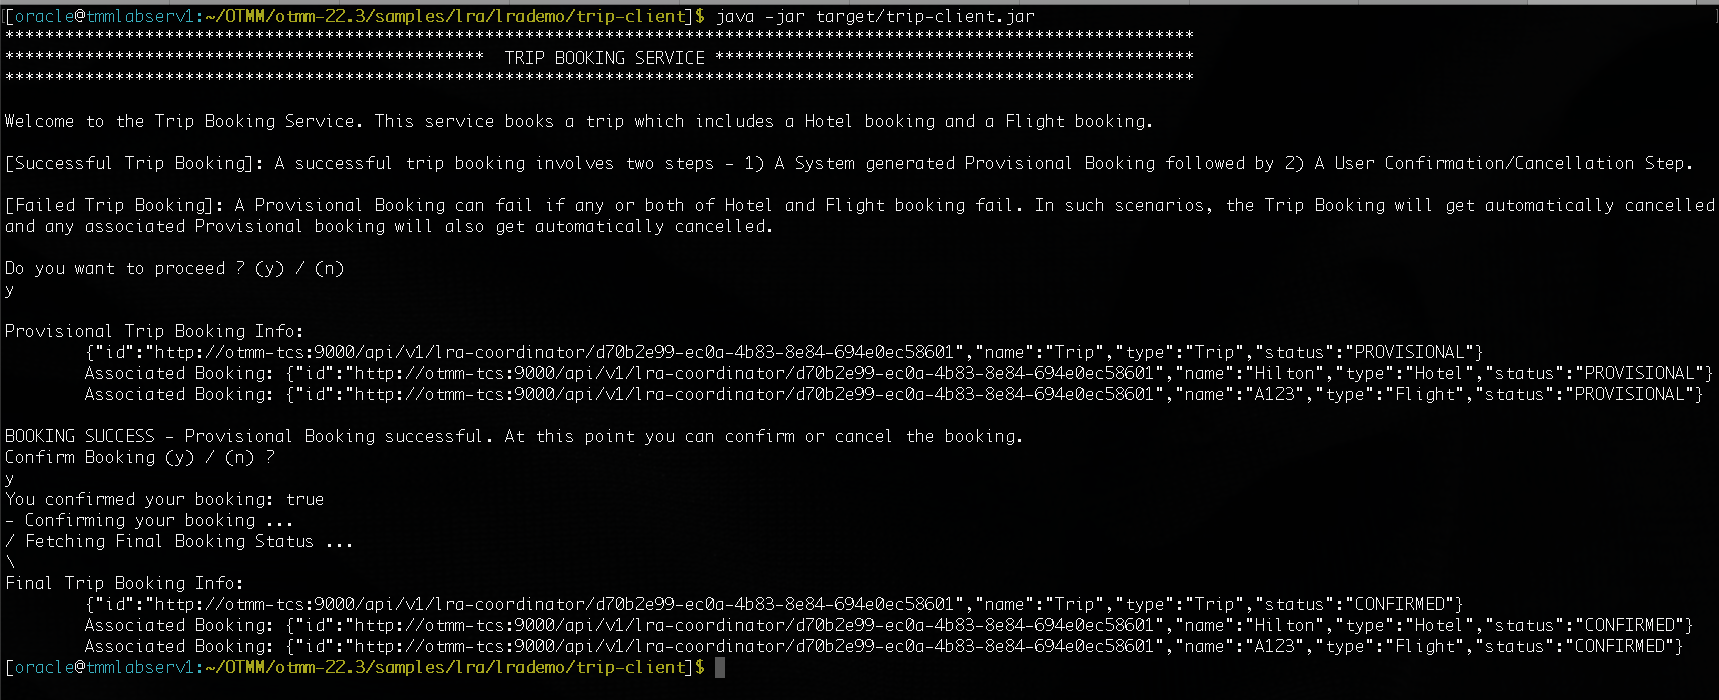 [oracle@tmmlabserv1:~/OTMM/otmm-22.3/samples/lra/lrademo/trip-client]$ java -jar target/trip-client.jar
***********************************************************************************************************************
************************************************  TRIP BOOKING SERVICE ************************************************
***********************************************************************************************************************
Welcome to the Trip Booking Service. This service books a trip which includes a Hotel booking and a Flight booking.
[Successful Trip Booking]: A successful trip booking involves two steps - 1) A System generated Provisional Booking followed by 2) A User Confirmation/Cancellation Step.
[Failed Trip Booking]: A Provisional Booking can fail if any or both of Hotel and Flight booking fail. In such scenarios, the Trip Booking will get automatically cancelled
and any associated Provisional booking will also get automatically cancelled.
Do you want to proceed ? (y) / (n)
y
Provisional Trip Booking Info:
{"id":"http://otmm-tcs:9000/api/v1/lra-coordinator/d70b2e99-ec0a-4b83-8e84-694e0ec58601","name":"Trip","type":"Trip","status":"PROVISIONAL"}
Associated Booking: {"id":"http://otmm-tcs:9000/api/v1/lra-coordinator/d70b2e99-ec0a-4b83-8e84-694e0ec58601","name":"Hilton","type":"Hotel","status":"PROVISIONAL"}
Associated Booking: {"id":"http://otmm-tcs:9000/api/v1/lra-coordinator/d70b2e99-ec0a-4b83-8e84-694e0ec58601","name":"A123","type":"Flight","status":"PROVISIONAL"}
BOOKING SUCCESS - Provisional Booking successful. At this point you can confirm or cancel the booking.
Confirm Booking (y) / (n) ?
y
You confirmed your booking: true
- Confirming your booking ...
/ Fetching Final Booking Status ...
\
Final Trip Booking Info:
{"id":"http://otmm-tcs:9000/api/v1/lra-coordinator/d70b2e99-ec0a-4b83-8e84-694e0ec58601","name":"Trip","type":"Trip","status":"CONFIRMED"}
Associated Booking: {"id":"http://otmm-tcs:9000/api/v1/lra-coordinator/d70b2e99-ec0a-4b83-8e84-694e0ec58601","name":"Hilton","type":"Hotel","status":"CONFIRMED"}
Associated Booking: {"id":"http://otmm-tcs:9000/api/v1/lra-coordinator/d70b2e99-ec0a-4b83-8e84-694e0ec58601","name":"A123","type":"Flight","status":"CONFIRMED"}
[oracle@tmmlabserv1:~/OTMM/otmm-22.3/samples/lra/lrademo/trip-client]$